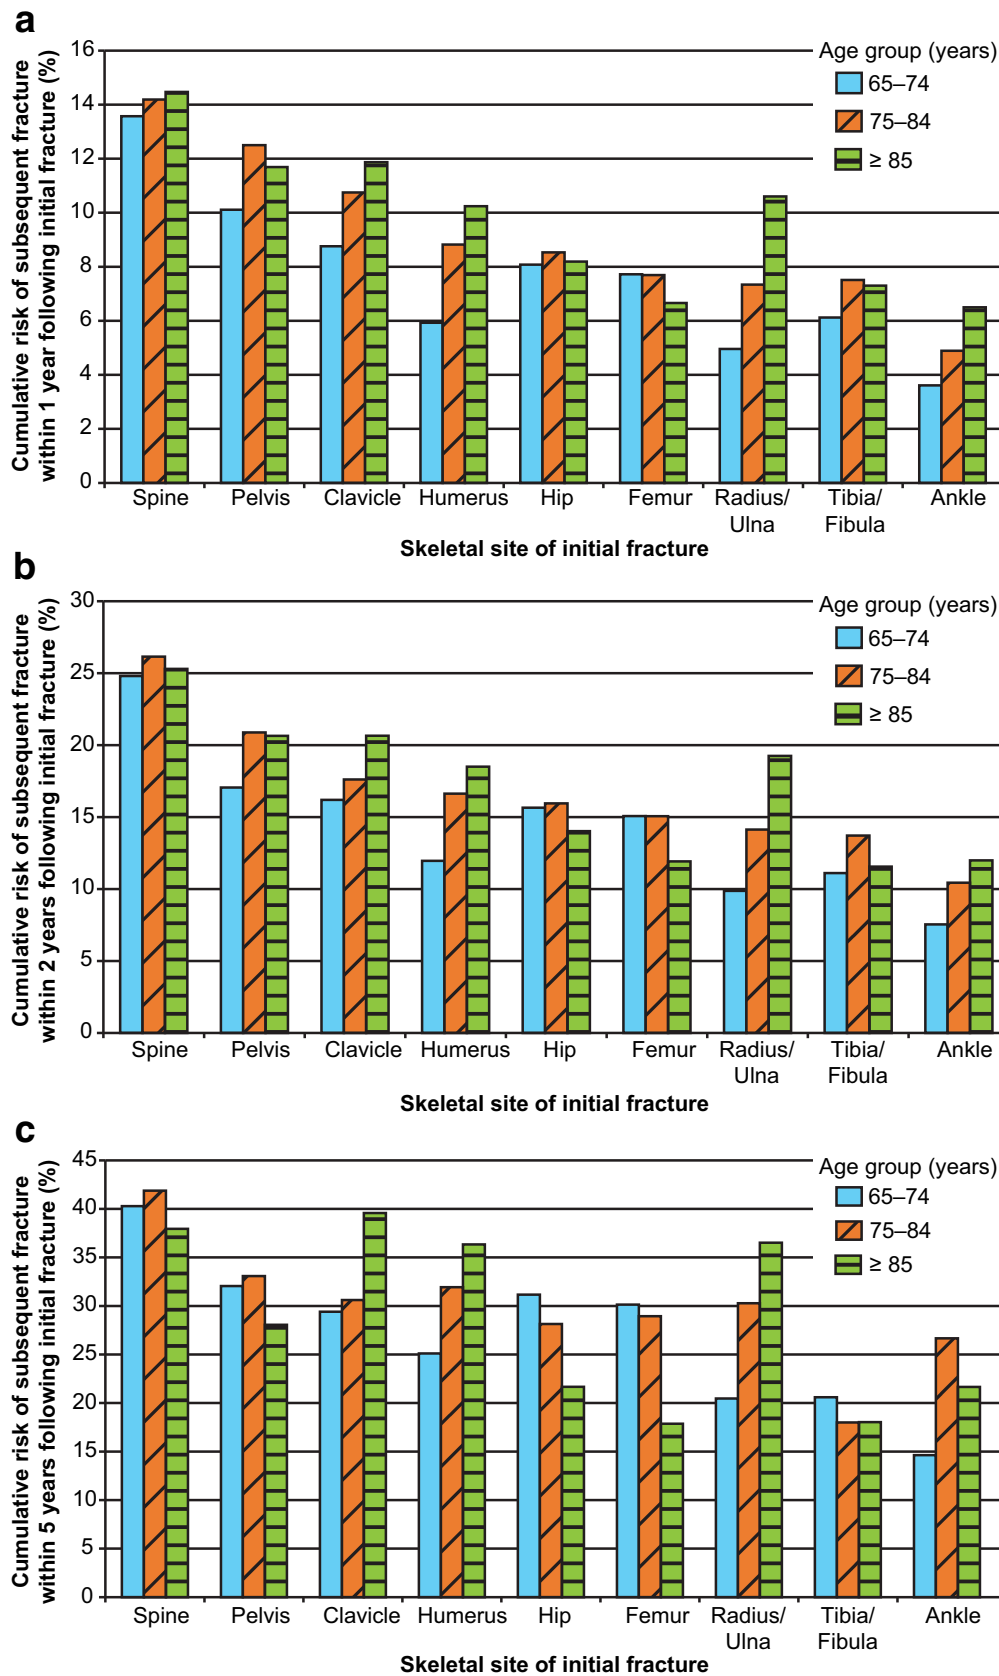 a
Cumulative risk of subsequent fracture
within 1 year following initial fracture (%)
16
14
12
10
8
6
4
2
0
Age group (years)
65–74
75–84
≥ 85
Spine Pelvis Clavicle Humerus Hip Femur Radius/ Tibia/ Ankle
Ulna Fibula
Skeletal site of initial fracture
b
Cumulative risk of subsequent fracture
within 2 years following initial fracture (%)
30
25
20
15
10
5
0
Age group (years)
65–74
75–84
≥ 85
Spine Pelvis Clavicle Humerus Hip Femur Radius/ Tibia/ Ankle
Ulna Fibula
Skeletal site of initial fracture
c
Cumulative risk of subsequent fracture
within 5 years following initial fracture (%)
45
40
35
30
25
20
15
10
5
0
Age group (years)
65–74
75–84
≥ 85
Spine Pelvis Clavicle Humerus Hip Femur Radius/ Tibia/ Ankle
Ulna Fibula
Skeletal site of initial fracture